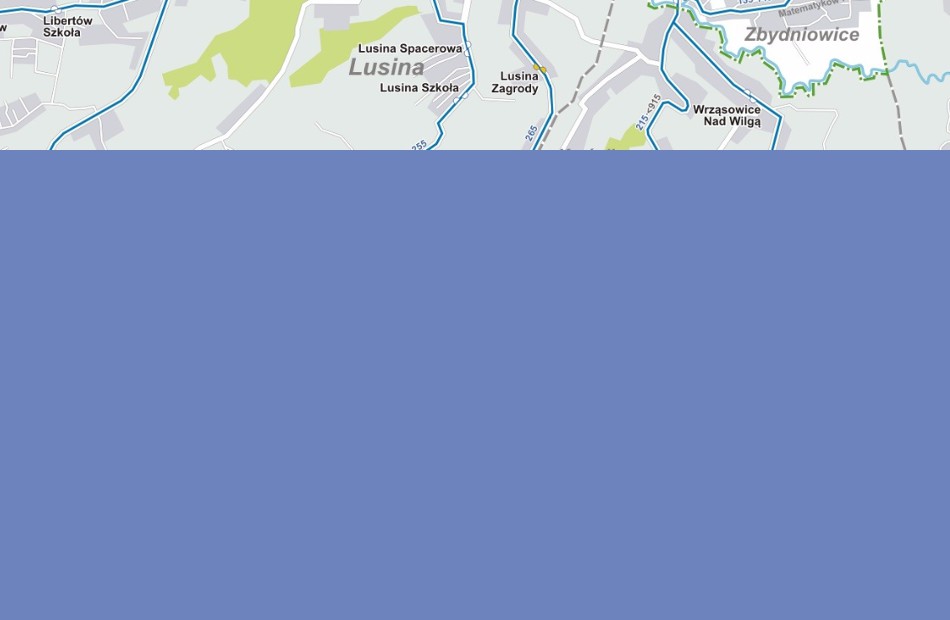 Libertów
Szkoła
Lusina Spacerowa
Lusina
Lusina Szkoła
Lusina
Zagrody
Zbydniowice
Matematyków
Wrząsowice
Nad Wilgą
215·<915
265
255